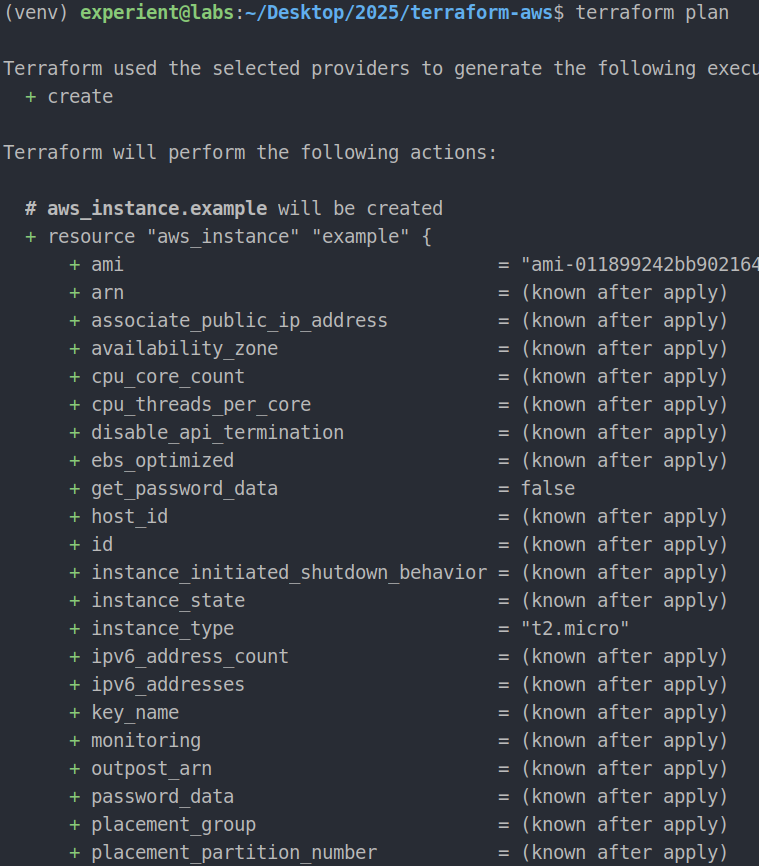 (venv) experient@labs:~/Desktop/2025/terraform-aws$ terraform plan
Terraform used the selected providers to generate the following execu
+ create
Terraform will perform the following actions:
# aws_instance.example will be created
+ resource "aws_instance" "example" {
+ ami = "ami-011899242bb902164
+ arn = (known after apply)
+ associate_public_ip_address = (known after apply)
+ availability_zone = (known after apply)
+ cpu_core_count = (known after apply)
+ cpu_threads_per_core = (known after apply)
+ disable_api_termination = (known after apply)
+ ebs_optimized = (known after apply)
+ get_password_data = false
+ host_id = (known after apply)
+ id = (known after apply)
+ instance_initiated_shutdown_behavior = (known after apply)
+ instance_state = (known after apply)
+ instance_type = "t2.micro"
+ ipv6_address_count = (known after apply)
+ ipv6_addresses = (known after apply)
+ key_name = (known after apply)
+ monitoring = (known after apply)
+ outpost_arn = (known after apply)
+ password_data = (known after apply)
+ placement_group = (known after apply)
+ placement_partition_number = (known after apply)